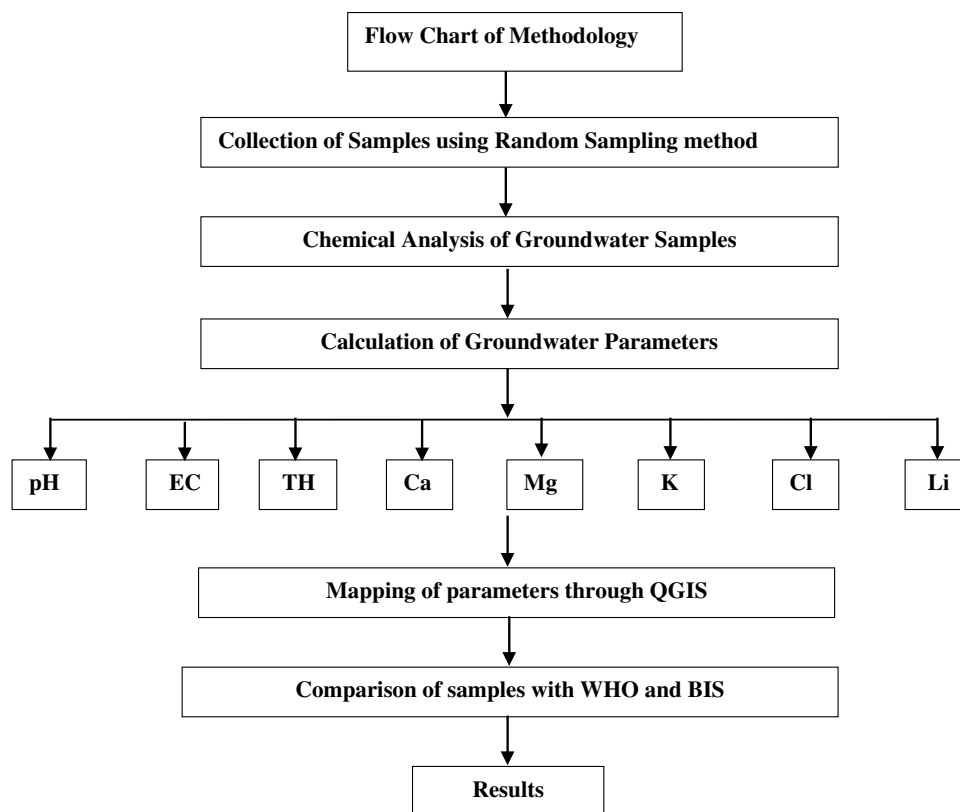 Flow Chart of Methodology
Collection of Samples using Random Sampling method
Chemical Analysis of Groundwater Samples
Calculation of Groundwater Parameters
pH
EC
TH
Ca
Mg
K
Cl
Li
Mapping of parameters through QGIS
Comparison of samples with WHO and BIS
Results